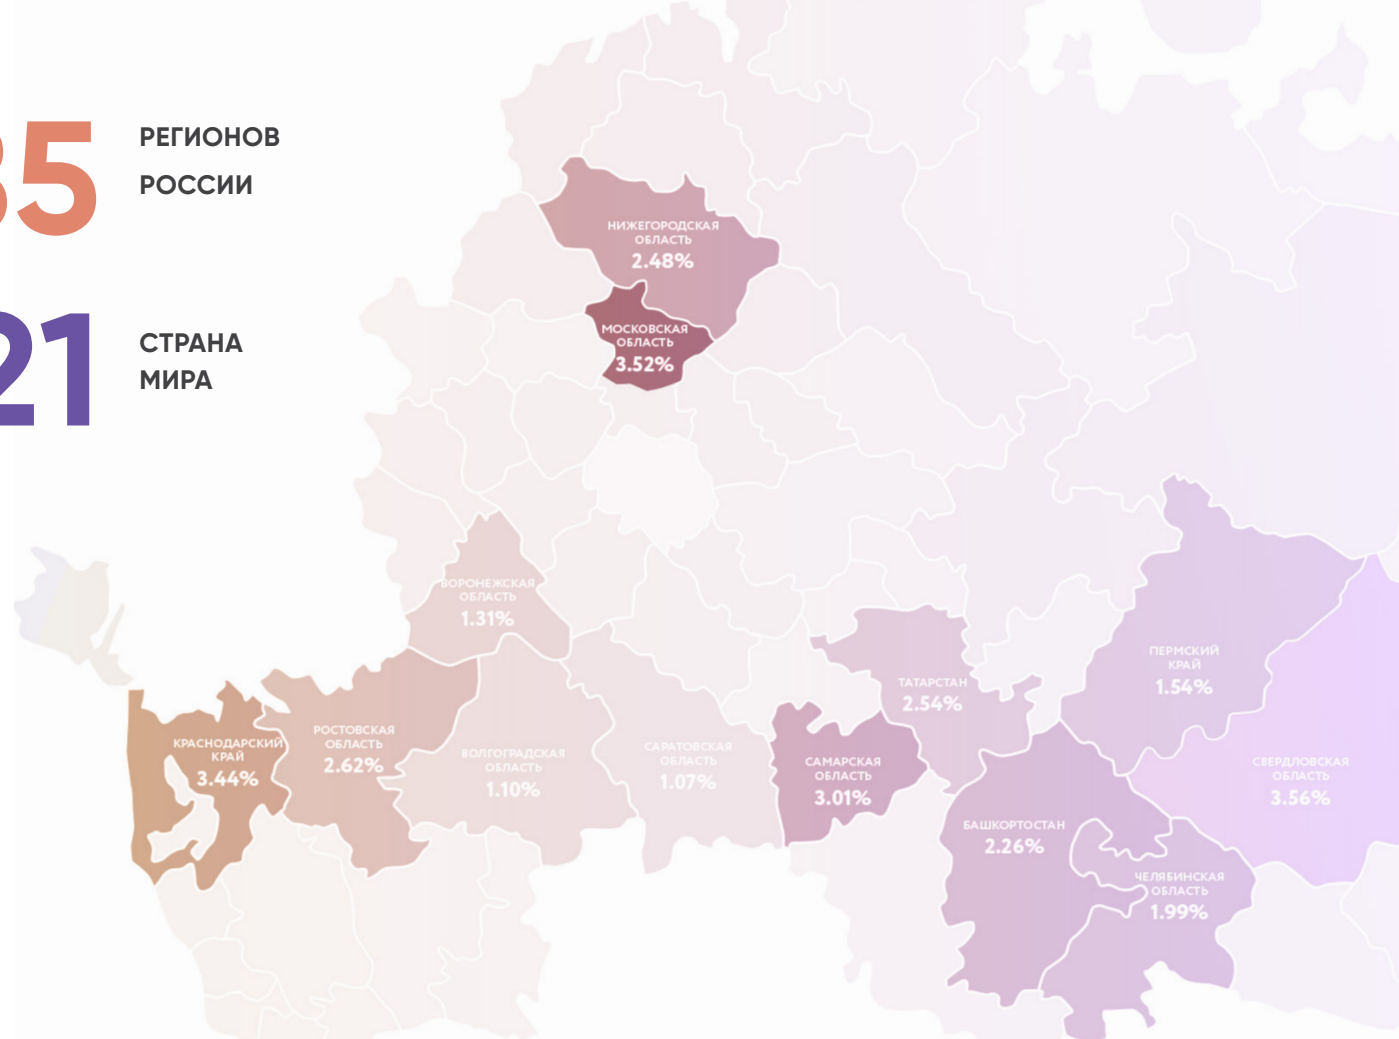 85
РЕГИОНОВ
РОССИИ
21
СТРАНА
МИРА
НИЖЕГОРОДСКАЯ
ОБЛАСТЬ
2.48%
МОСКОВСКАЯ
ОБЛАСТЬ
3.52%
ВОРОНЕЖСКАЯ
ОБЛАСТЬ
1.31%
КРАСНОДАРСКИЙ
КРАЙ
3.44%
РОСТОВСКАЯ
ОБЛАСТЬ
2.62%
ВОЛГОГРАДСКАЯ
ОБЛАСТЬ
1.10%
САРАТОВСКАЯ
ОБЛАСТЬ
1.07%
САМАРСКАЯ
ОБЛАСТЬ
3.01%
ТАТАРСТАН
2.54%
ПЕРМСКИЙ
КРАЙ
1.54%
СВЕРДЛОВСКАЯ
ОБЛАСТЬ
3.56%
БАШКОРТОСТАН
2.26%
ЧЕЛЯБИНСКАЯ
ОБЛАСТЬ
1.99%